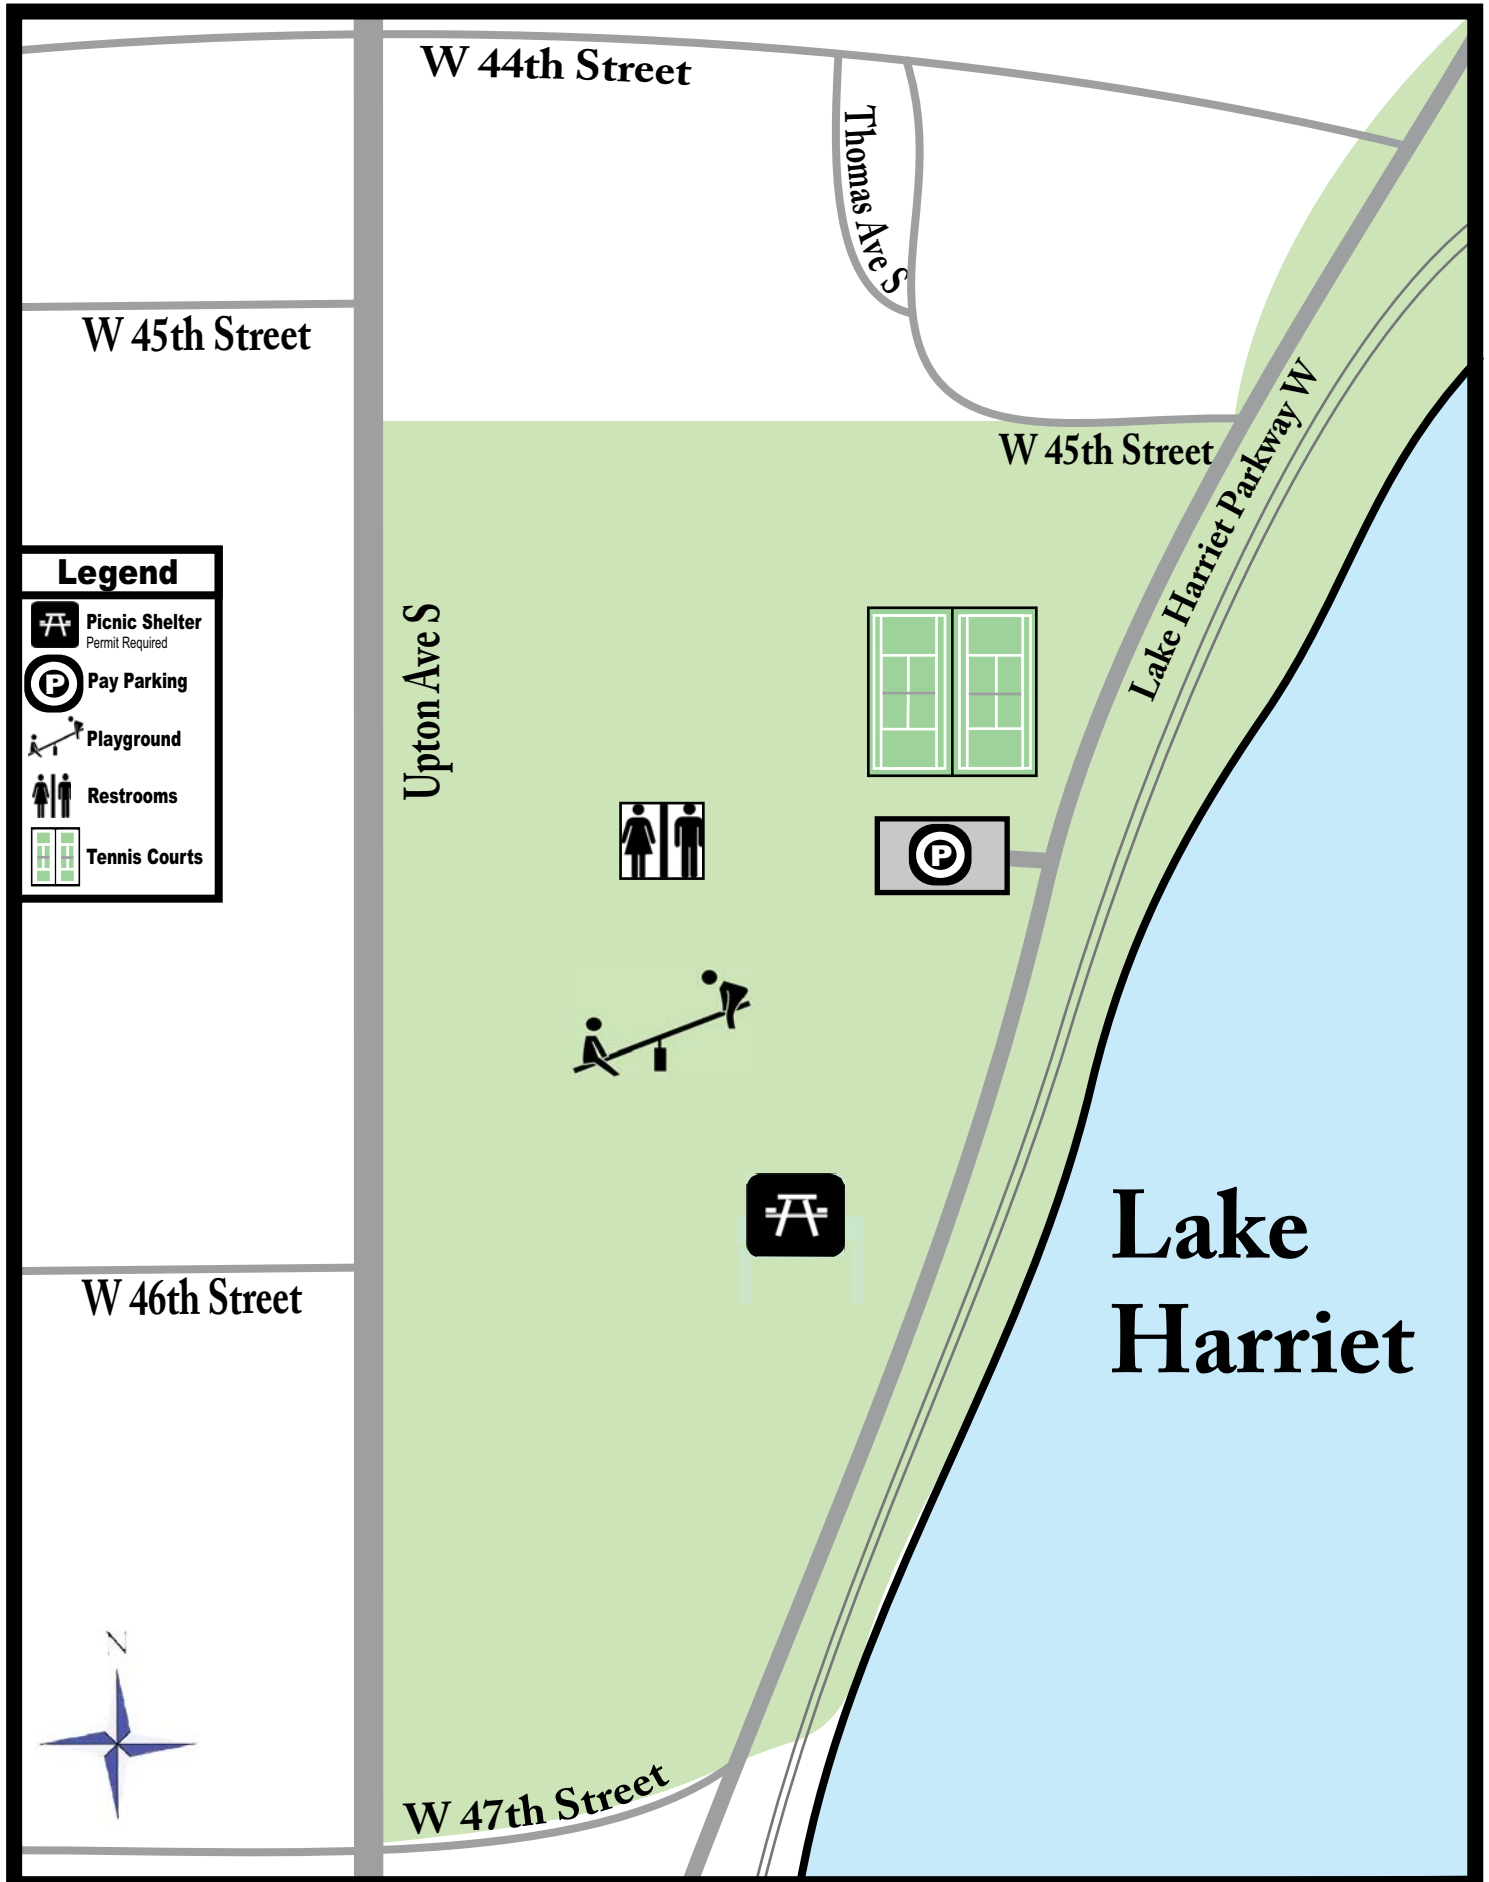 W 44th Street
Thomas Ave S
W 45th Street
Lake Harriet Parkway W
W 45th Street
Legend
Picnic Shelter
Permit Required
P Pay Parking
Playground
Restrooms
Tennis Courts
Upton Ave S
P
Lake
Harriet
W 46th Street
N
W 47th Street